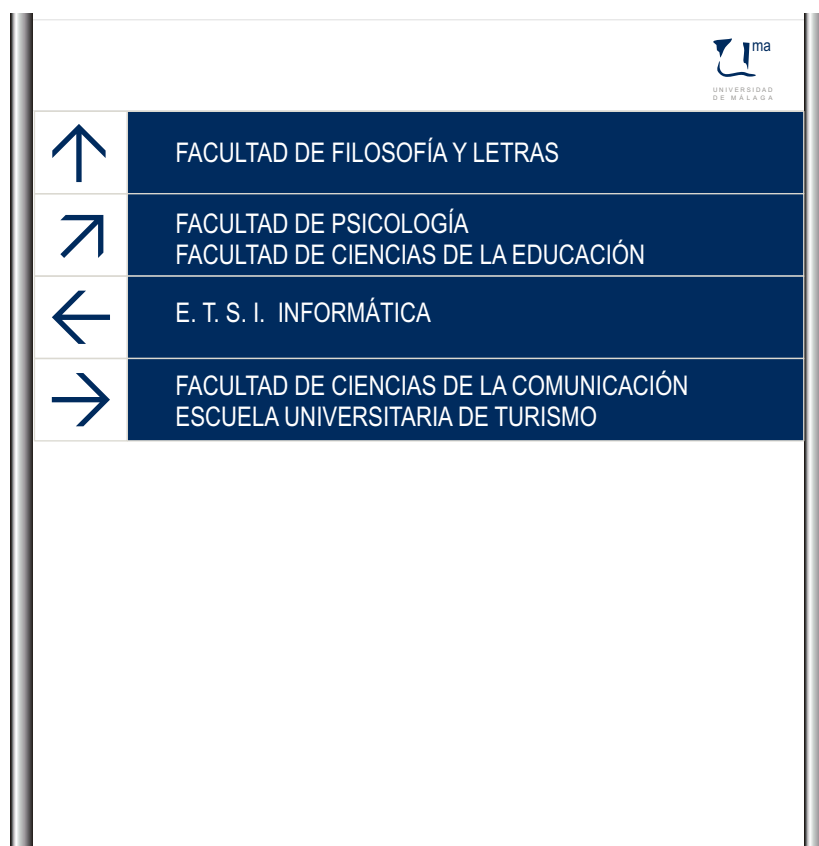 uma
UNIVERSIDAD
DE MÁLAGA
FACULTAD DE FILOSOFÍA Y LETRAS
FACULTAD DE PSICOLOGÍA
FACULTAD DE CIENCIAS DE LA EDUCACIÓN
E. T. S. I. INFORMÁTICA
FACULTAD DE CIENCIAS DE LA COMUNICACIÓN
ESCUELA UNIVERSITARIA DE TURISMO